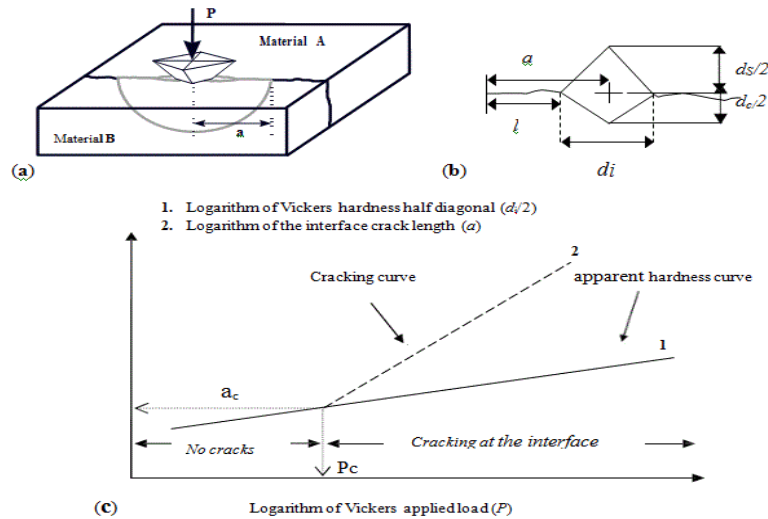 P
Material A
Material B
a
(a)
a
ds/2
dc/2
l
di
(b)
1. Logarithm of Vickers hardness half diagonal (di/2)
2. Logarithm of the interface crack length (a)
2
Cracking curve
apparent hardness curve
1
ac
No cracks
Cracking at the interface
Pc
(c)
Logarithm of Vickers applied load (P)